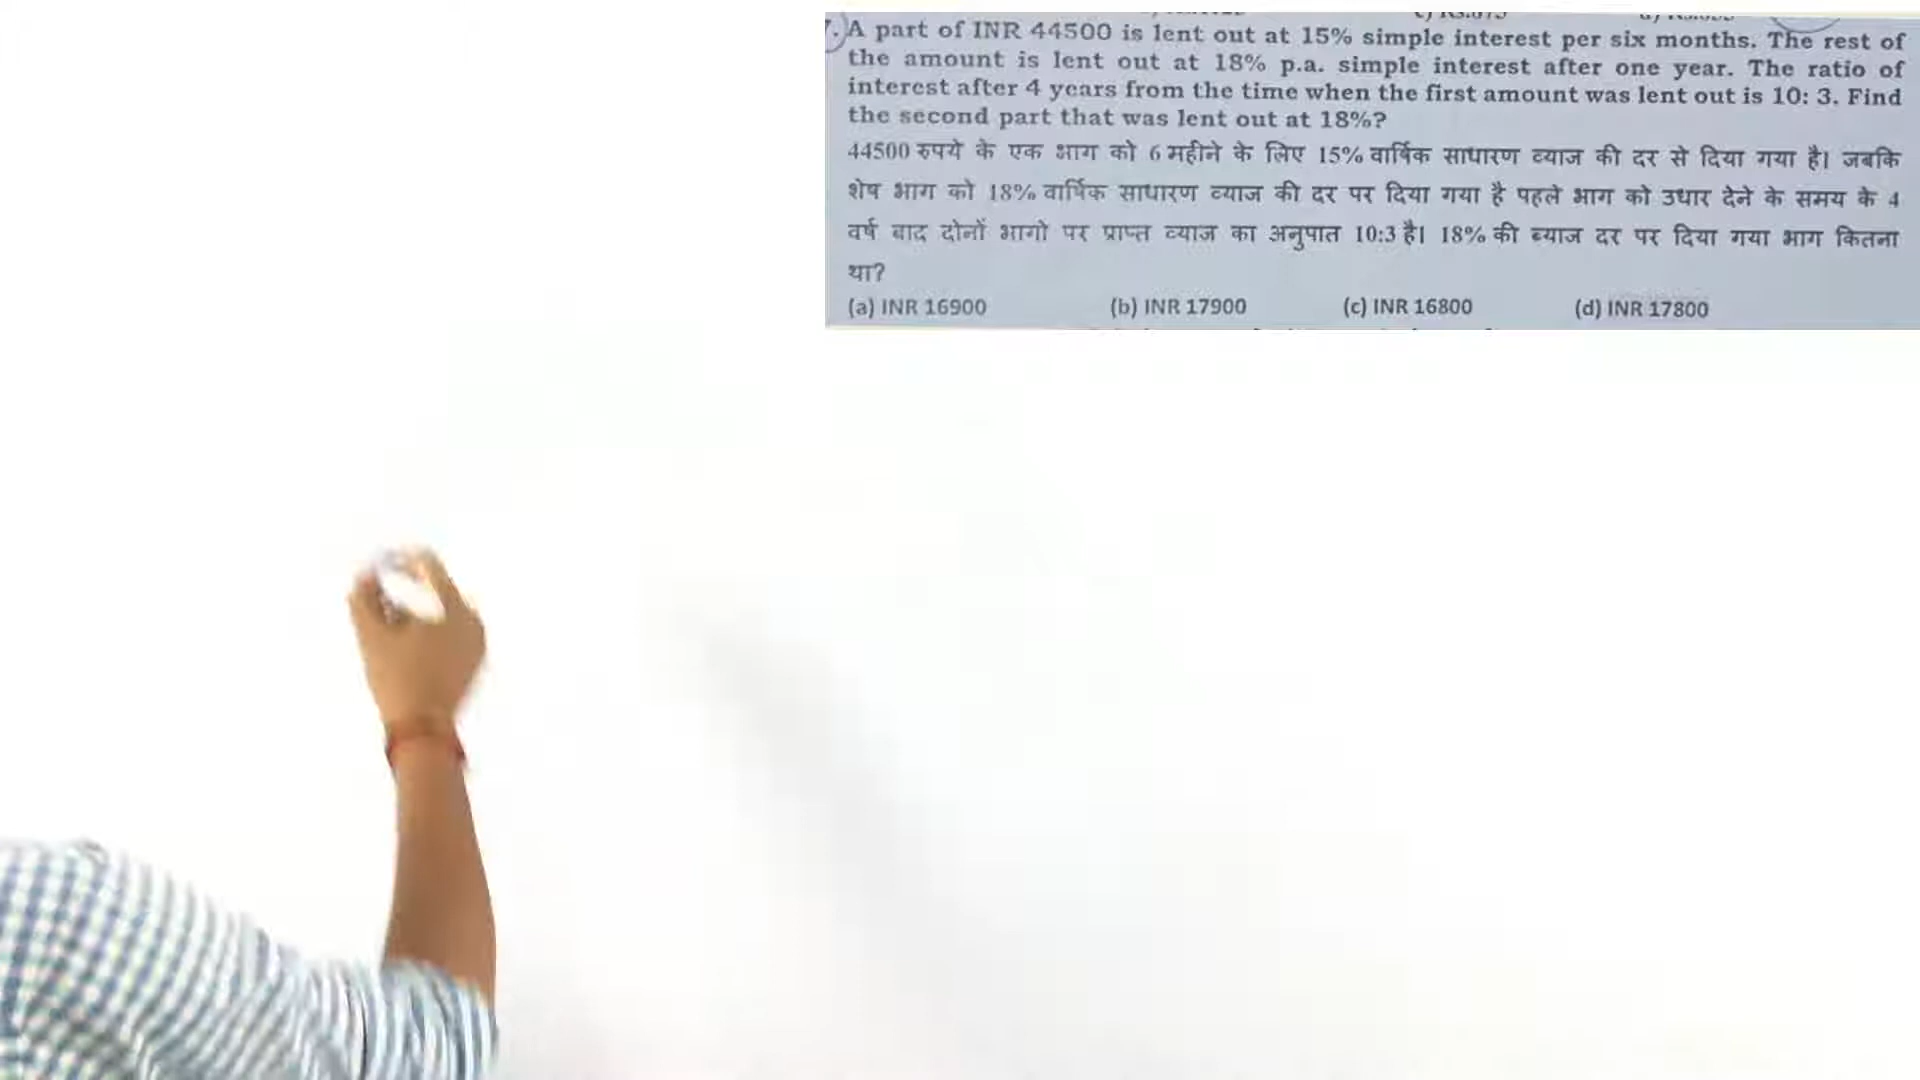 7. A part of INR 44500 is lent out at 15% simple interest per six months. The rest of
the amount is lent out at 18% p.a. simple interest after one year. The ratio of
interest after 4 years from the time when the first amount was lent out is 10: 3. Find
the second part that was lent out at 18%?
44500 रुपये के एक भाग को 6 महीने के लिए 15% वार्षिक साधारण ब्याज की दर से दिया गया है। जबकि
शेष भाग को 18% वार्षिक साधारण ब्याज की दर पर दिया गया है पहले भाग को उधार देने के समय के 4
वर्ष बाद दोनों भागो पर प्राप्त ब्याज का अनुपात 10:3 है। 18% की ब्याज दर पर दिया गया भाग कितना
था?
(a) INR 16900 (b) INR 17900 (c) INR 16800 (d) INR 17800